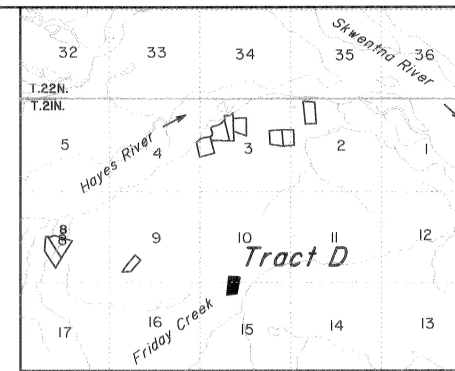 Skwentna River
32 33 34 35 36
T.22N.
T.21N.
5 4 3 2 1
Hayes River
8
8
9 10 11 12
Tract D
17 16 15 14 13
Friday Creek